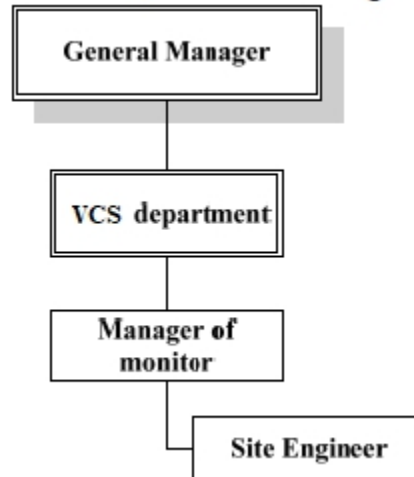 General Manager
VCS department
Manager of
monitor
Site Engineer